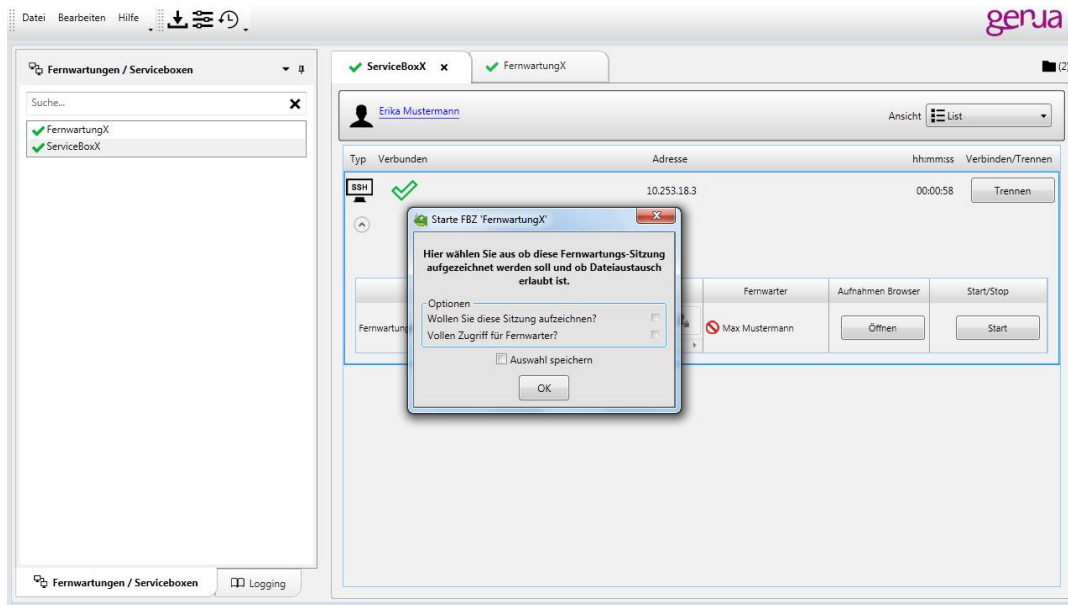 Datei Bearbeiten Hilfe
genua
Fernwartungen / Serviceboxen
Suche...
FernwartungX
ServiceBoxX
ServiceBoxX x FernwartungX
(2)
Erika Mustermann
Ansicht List
Typ Verbunden Adresse hh:mm:ss Verbinden/Trennen
SSH 10.253.18.3 00:00:58 Trennen
Starte FBZ 'FernwartungX'
Hier wählen Sie aus ob diese Fernwartungs-Sitzung
aufgezeichnet werden soll und ob Dateiaustausch
erlaubt ist.
Optionen
Wollen Sie diese Sitzung aufzeichnen?
Vollen Zugriff für Fernwarter?
Auswahl speichern
OK
Fernwarter Aufnahmen Browser Start/Stop
Fernwartung Max Mustermann Öffnen Start
Fernwartungen / Serviceboxen Logging